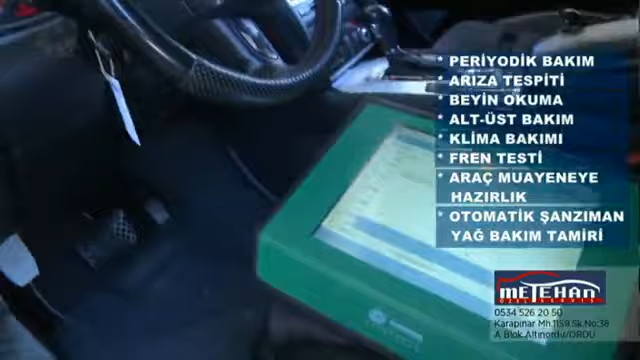 * PERİYODİK BAKIM
* ARIZA TESPİTİ
* BEYİN OKUMA
* ALT-ÜST BAKIM
* KLİMA BAKIMI
* FREN TESTİ
* ARAÇ MUAYENEYE
HAZIRLIK
* OTOMATİK ŞANZIMAN
YAĞ BAKIM TAMİRİ
METEHAN
ÖZEL SERVİS
0534 526 20 50
Karapınar Mh.1159.Sk.No:38
A Blok Altınordu/ORDU